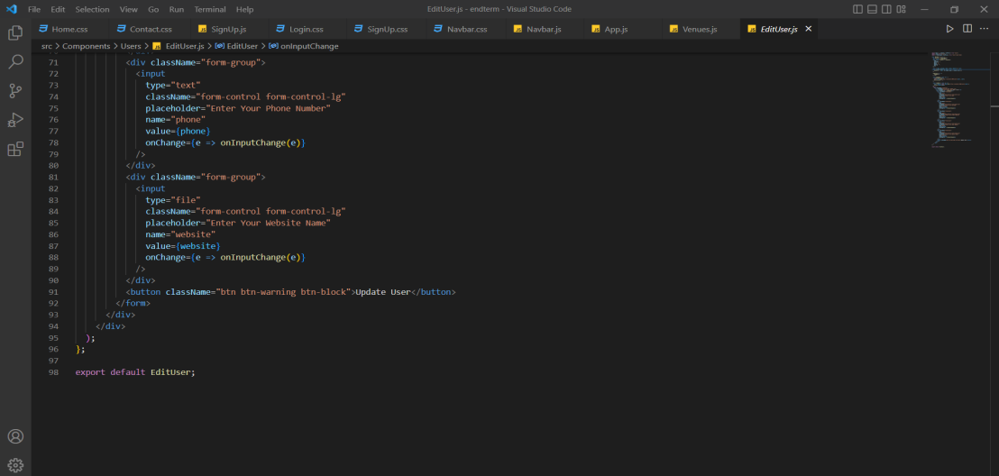 File Edit Selection View Go Run Terminal Help EditUser.js - endterm - Visual Studio Code
Home.css Contact.css SignUp.js Login.css SignUp.css Navbar.css Navbar.js App.js Venues.js EditUser.js
src > Components > Users > EditUser.js > EditUser > onInputChange
71 <div className="form-group">
72 <input
73 type="text"
74 className="form-control form-control-lg"
75 placeholder="Enter Your Phone Number"
76 name="phone"
77 value={phone}
78 onChange={e => onInputChange(e)}
79 />
80 </div>
81 <div className="form-group">
82 <input
83 type="file"
84 className="form-control form-control-lg"
85 placeholder="Enter Your Website Name"
86 name="website"
87 value={website}
88 onChange={e => onInputChange(e)}
89 />
90 </div>
91 <button className="btn btn-warning btn-block">Update User</button>
92 </form>
93 </div>
94 </div>
95 );
96 };
97
98 export default EditUser;